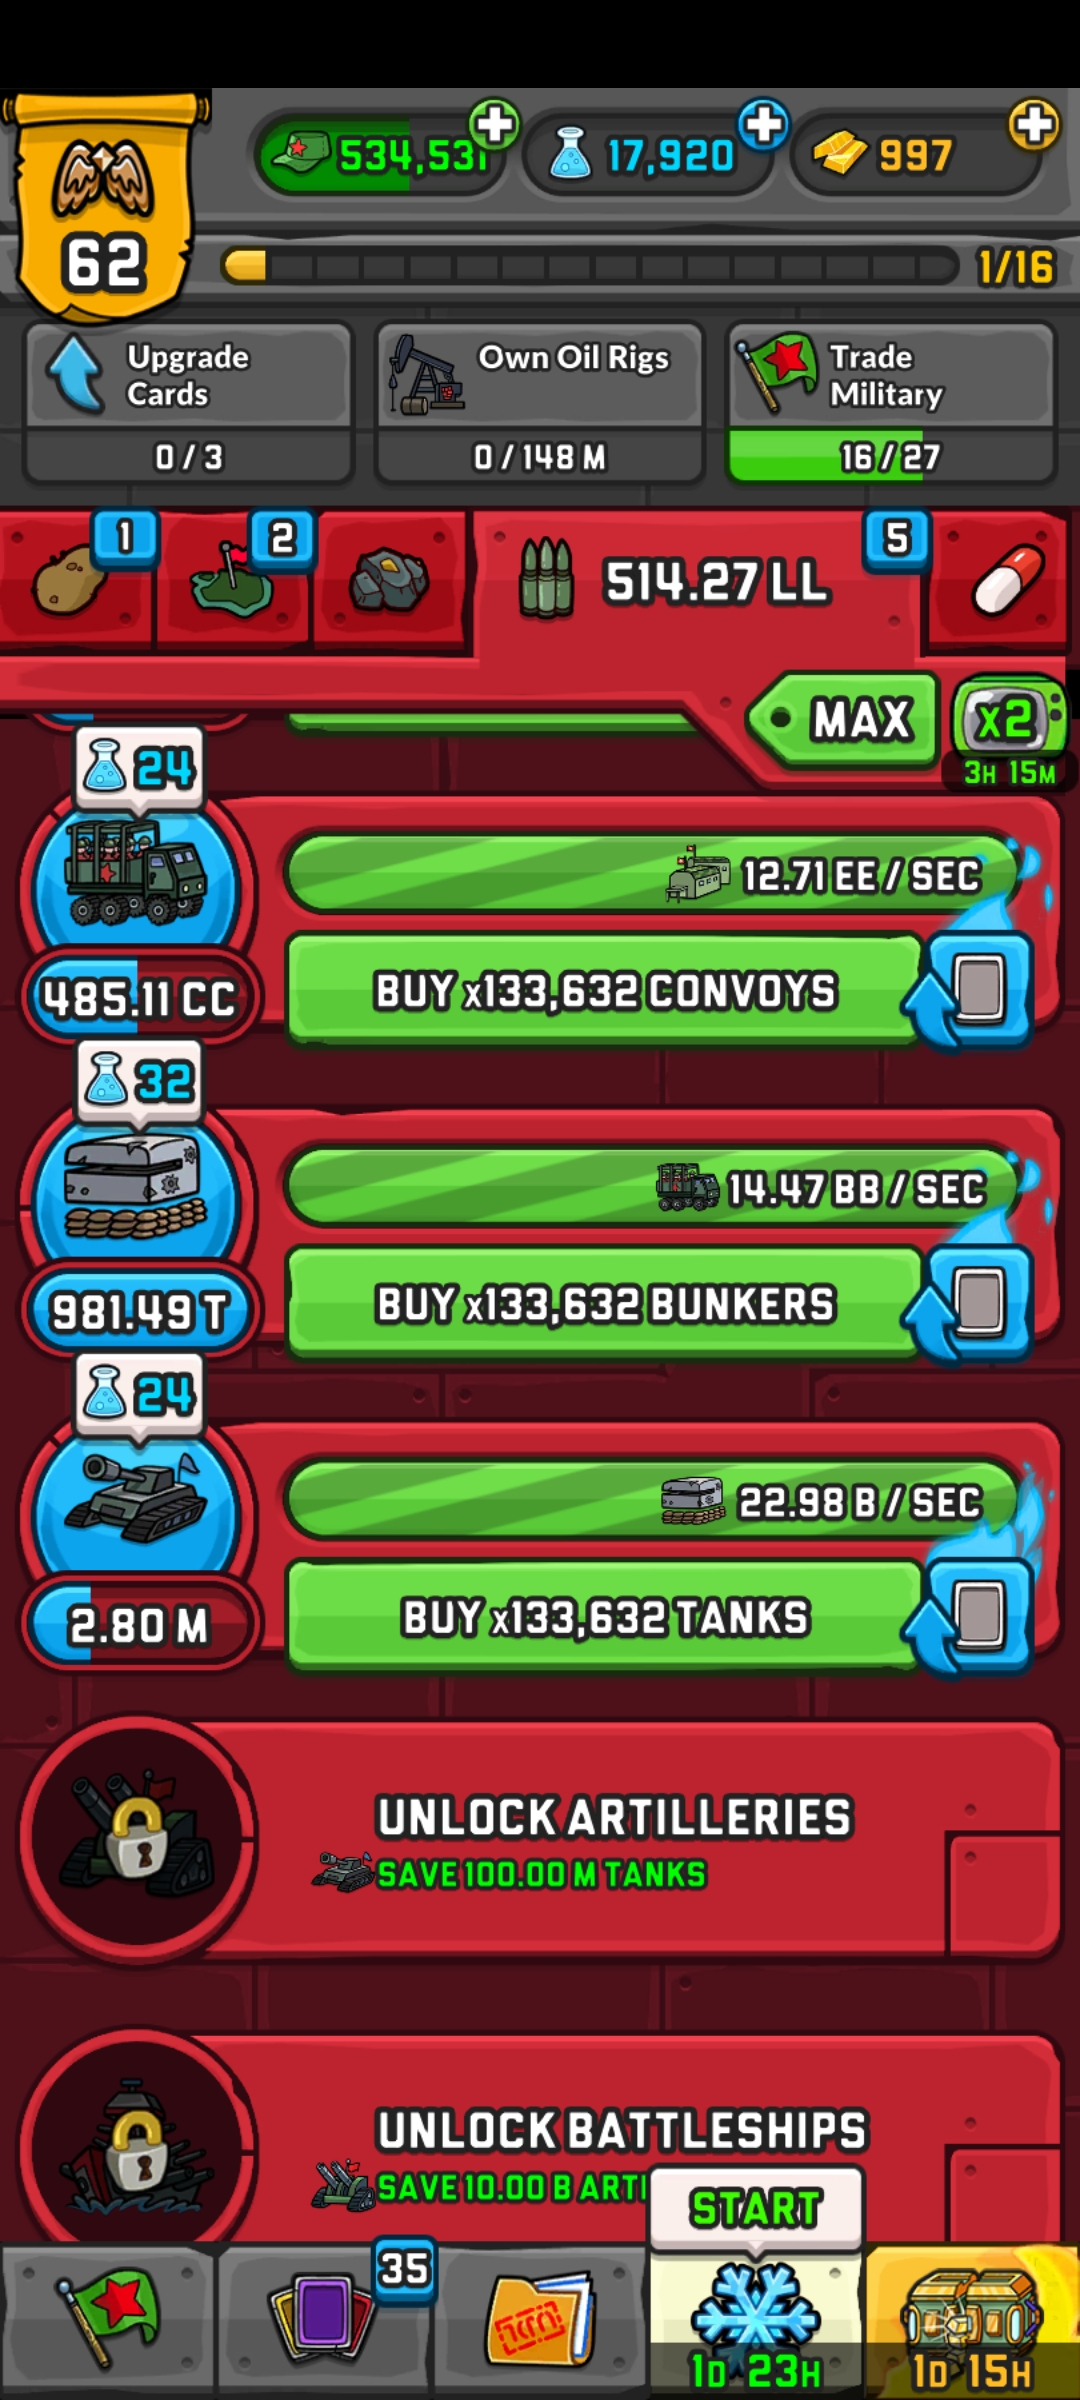 534,531
17,920
997
62
1/16
Upgrade
Cards
0 / 3
Own Oil Rigs
0 / 148 M
Trade
Military
16 / 27
1
2
514.27 LL
5
MAX
x2
3H 15M
24
12.71 EE / SEC
485.11 CC
BUY x133,632 CONVOYS
32
14.47 BB / SEC
981.49 T
BUY x133,632 BUNKERS
24
22.98 B / SEC
2.80 M
BUY x133,632 TANKS
UNLOCK ARTILLERIES
SAVE 100.00 M TANKS
UNLOCK BATTLESHIPS
SAVE 10.00 B ARTI
START
35
1D 23H
1D 15H